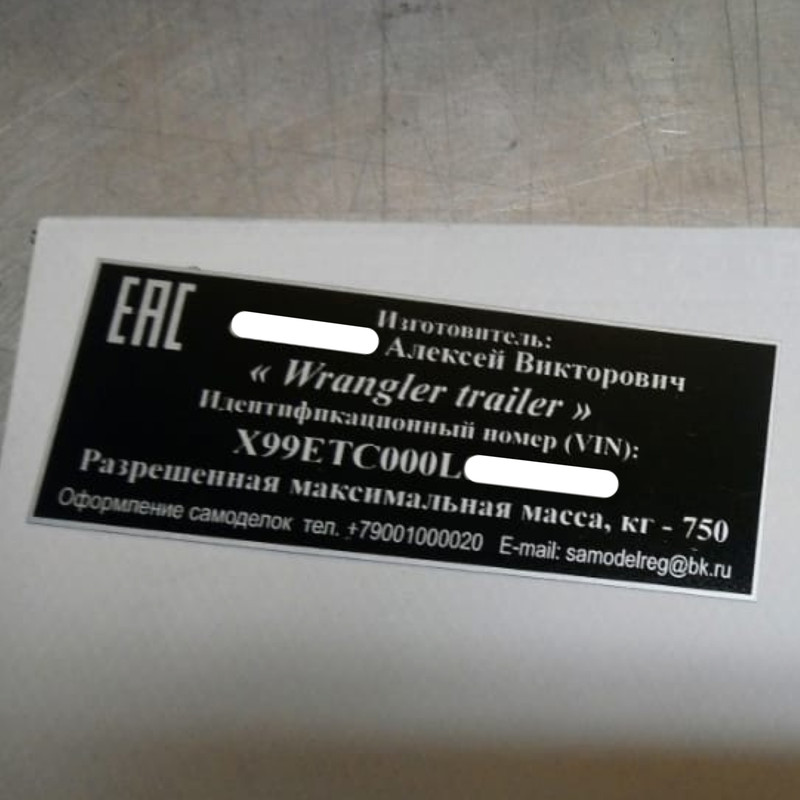 EAC
Изготовитель:
Алексей Викторович
« Wrangler trailer »
Идентификационный номер (VIN):
X99ETC000L
Разрешенная максимальная масса, кг - 750
Оформление самоделок тел. +79001000020 E-mail: samodelreg@bk.ru